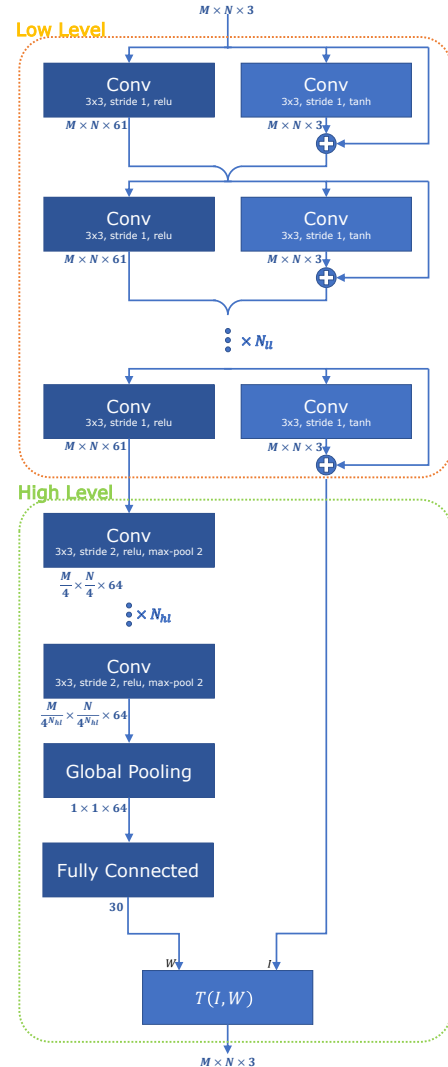 M × N × 3
Low Level
Conv
3x3, stride 1, relu
Conv
3x3, stride 1, tanh
M × N × 61
M × N × 3
Conv
3x3, stride 1, relu
Conv
3x3, stride 1, tanh
M × N × 61
M × N × 3
× N_ll
Conv
3x3, stride 1, relu
Conv
3x3, stride 1, tanh
M × N × 61
M × N × 3
High Level
Conv
3x3, stride 2, relu, max-pool 2
M/4 × N/4 × 64
× N_hl
Conv
3x3, stride 2, relu, max-pool 2
M/4^N_hl × N/4^N_hl × 64
Global Pooling
1 × 1 × 64
Fully Connected
30
W
I
T(I, W)
M × N × 3